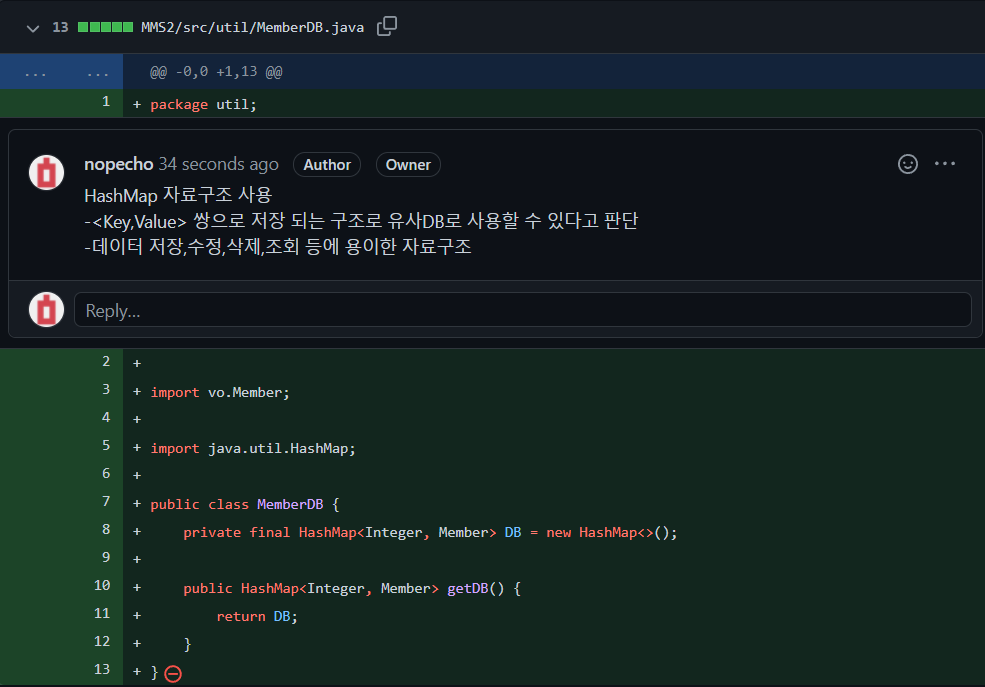 13 MMS2/src/util/MemberDB.java
... ... @@ -0,0 +1,13 @@
1 + package util;
nopecho 34 seconds ago Author Owner
HashMap 자료구조 사용
-<Key,Value> 쌍으로 저장 되는 구조로 유사DB로 사용할 수 있다고 판단
-데이터 저장,수정,삭제,조회 등에 용이한 자료구조
Reply...
2 +
3 + import vo.Member;
4 +
5 + import java.util.HashMap;
6 +
7 + public class MemberDB {
8 +     private final HashMap<Integer, Member> DB = new HashMap<>();
9 +
10 +     public HashMap<Integer, Member> getDB() {
11 +         return DB;
12 +     }
13 + }